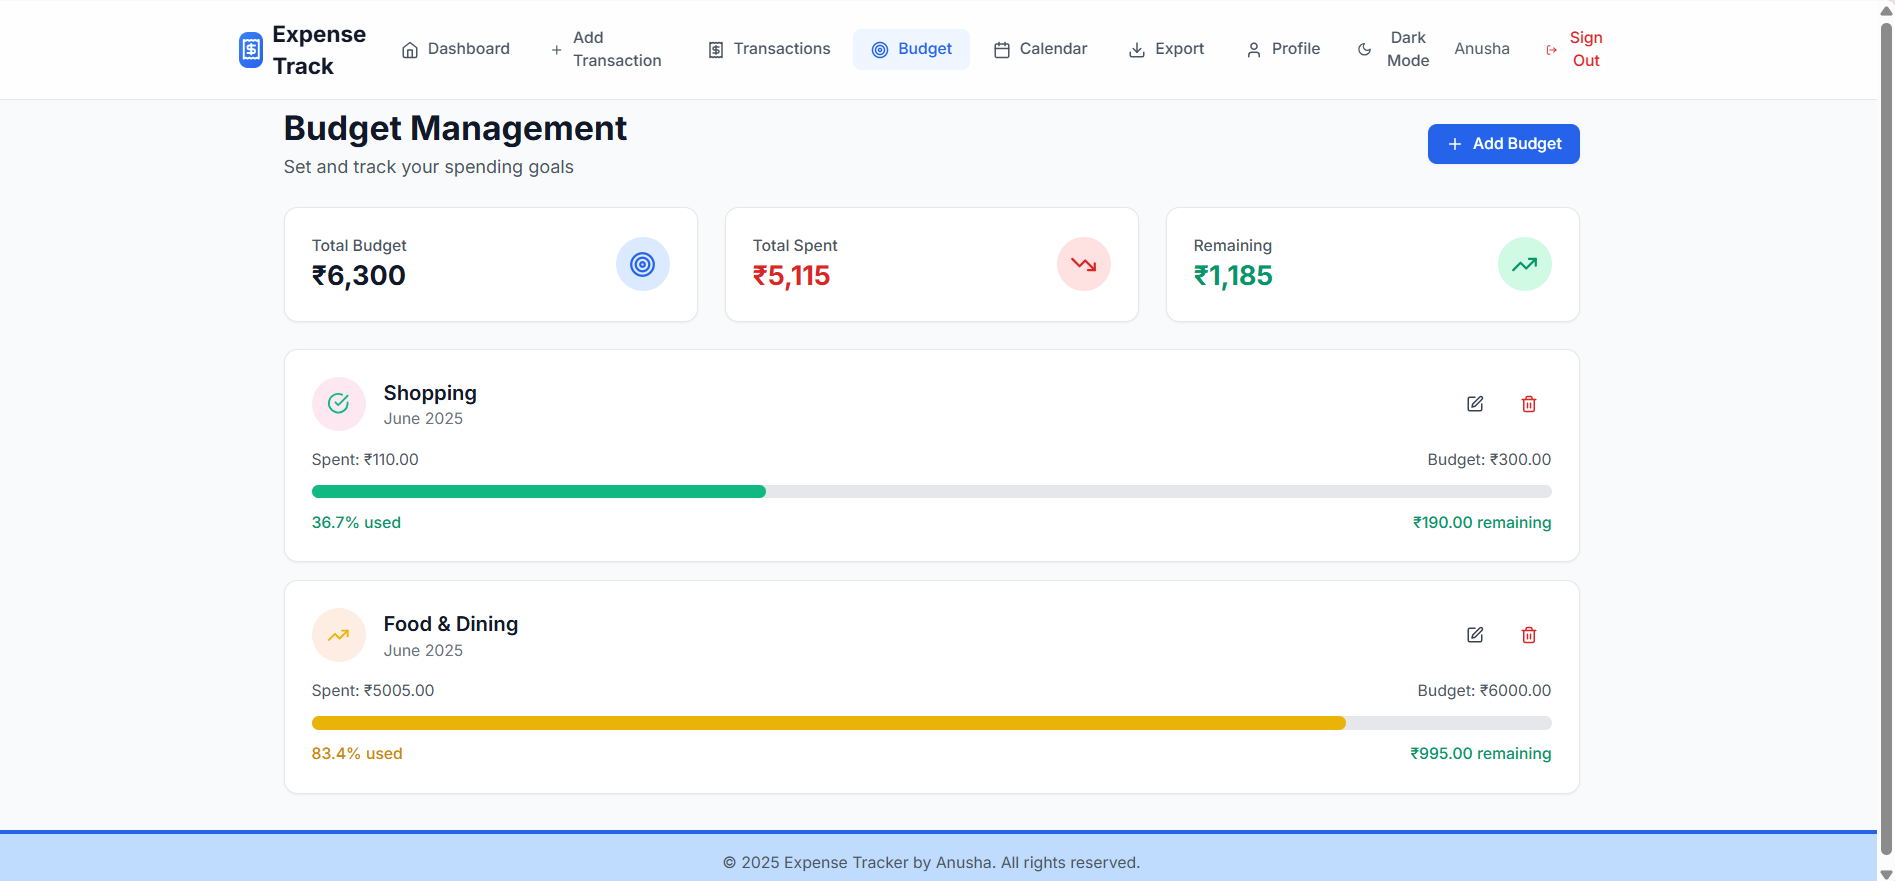 Expense
Track
Dashboard
Add
Transaction
Transactions
Budget
Calendar
Export
Profile
Dark
Mode
Anusha
Sign
Out
Budget Management
Set and track your spending goals
Add Budget
Total Budget
₹6,300
Total Spent
₹5,115
Remaining
₹1,185
Shopping
June 2025
Spent: ₹110.00
Budget: ₹300.00
36.7% used
₹190.00 remaining
Food & Dining
June 2025
Spent: ₹5005.00
Budget: ₹6000.00
83.4% used
₹995.00 remaining
© 2025 Expense Tracker by Anusha. All rights reserved.